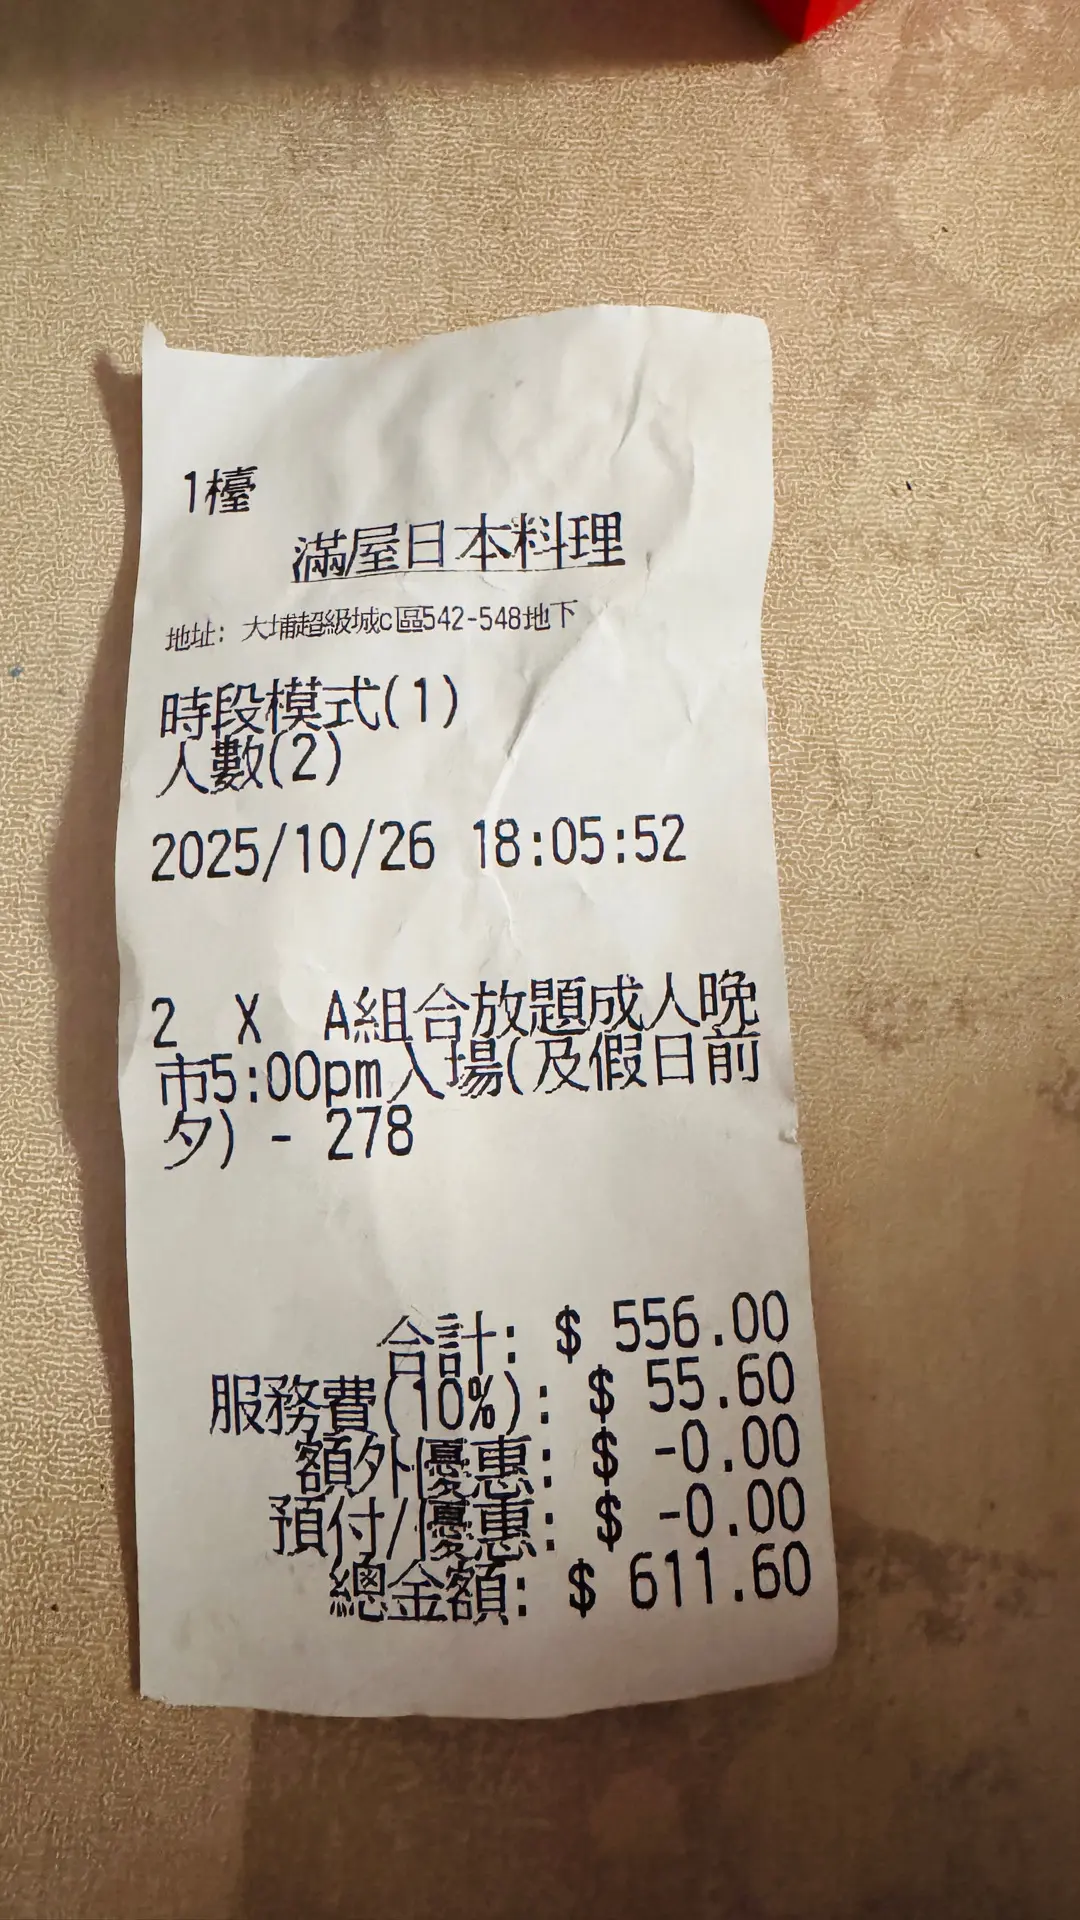 1檯
滿屋日本料理
地址: 大埔超級城c區542-548地下
時段模式(1)
人數(2)
2025/10/26 18:05:52
2 X A組合放題成人晚
市5:00pm入場(及假日前
夕) - 278
合計: $ 556.00
服務費(10%): $ 55.60
額外優惠: $ -0.00
預付/優惠: $ -0.00
總金額: $ 611.60